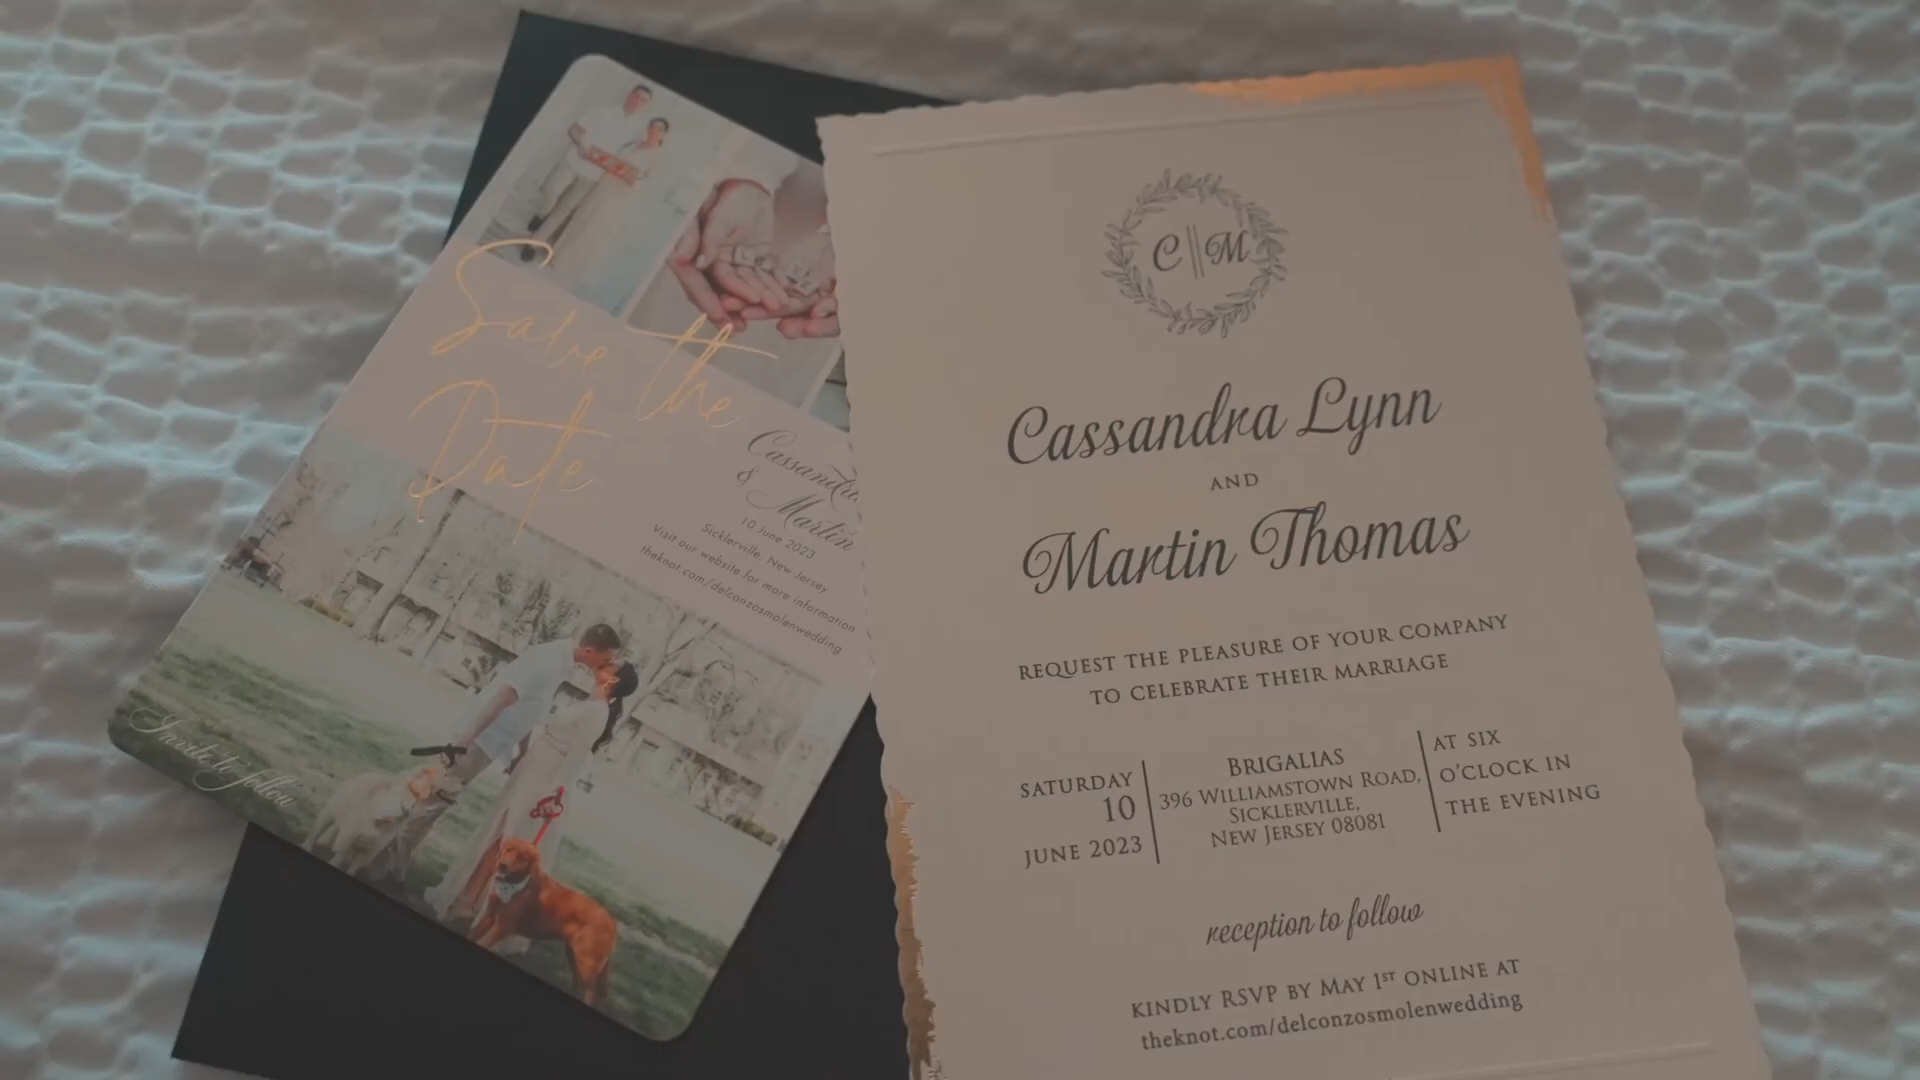 Save the
Date
Cassandra
& Martin
10 June 2023
Sicklerville, New Jersey
Visit our website for more information
theknot.com/delconzosmolenwedding
Invite to follow
C || M
Cassandra Lynn
AND
Martin Thomas
REQUEST THE PLEASURE OF YOUR COMPANY
TO CELEBRATE THEIR MARRIAGE
SATURDAY
10
JUNE 2023
BRIGALIAS
396 WILLIAMSTOWN ROAD,
SICKLERVILLE,
NEW JERSEY 08081
AT SIX
O'CLOCK IN
THE EVENING
reception to follow
KINDLY RSVP BY MAY 1ST ONLINE AT
theknot.com/delconzosmolenwedding